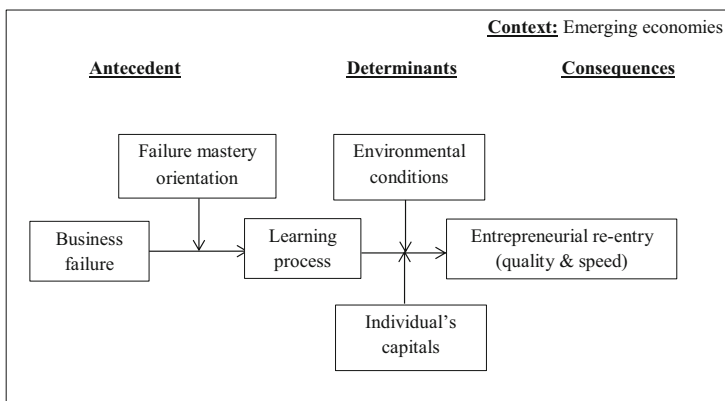 Context: Emerging economies
Antecedent
Determinants
Consequences
Failure mastery
orientation
Environmental
conditions
Business
failure
Learning
process
Entrepreneurial re-entry
(quality & speed)
Individual's
capitals